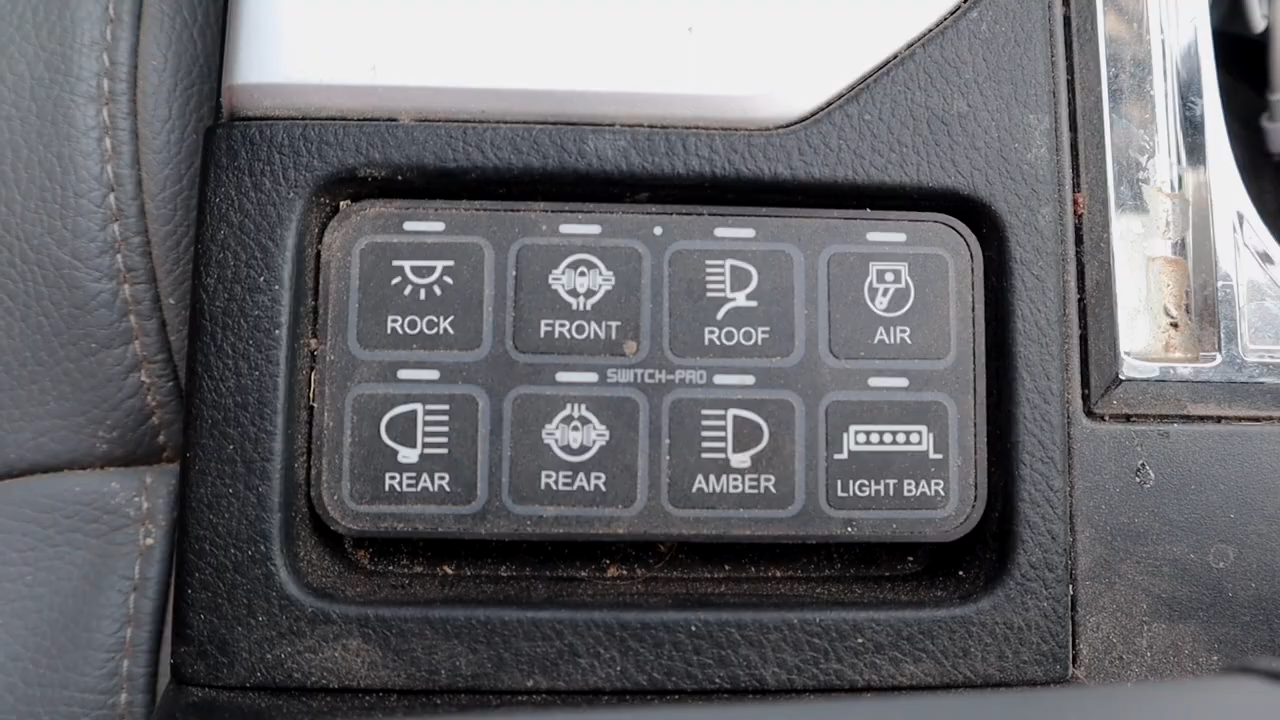 ROCK
FRONT
ROOF
AIR
SWITCH-PRO
REAR
REAR
AMBER
LIGHT BAR